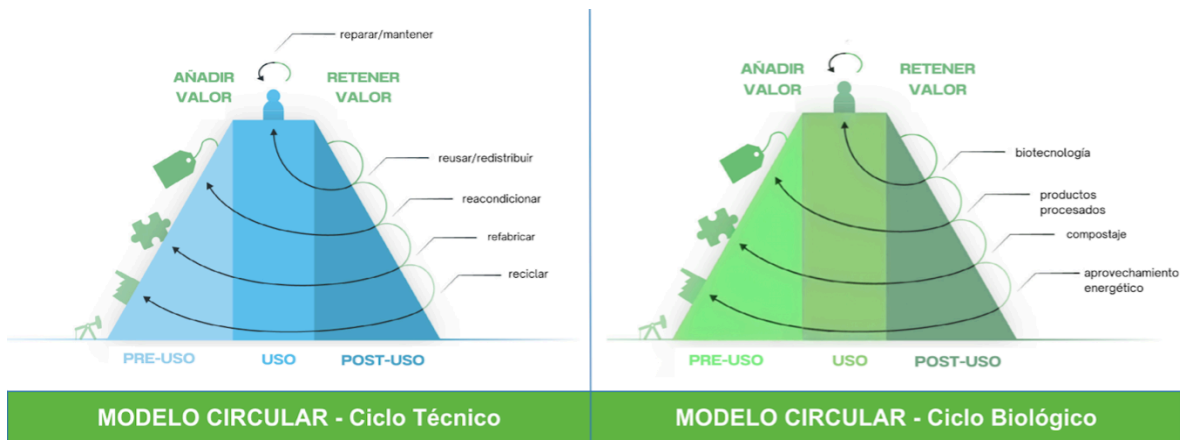 reparar/mantener
AÑADIR
VALOR
RETENER
VALOR
reusar/redistribuir
reacondicionar
refabricar
reciclar
PRE-USO
USO
POST-USO
MODELO CIRCULAR - Ciclo Técnico
AÑADIR
VALOR
RETENER
VALOR
biotecnología
productos
procesados
compostaje
aprovechamiento
energético
PRE-USO
USO
POST-USO
MODELO CIRCULAR - Ciclo Biológico